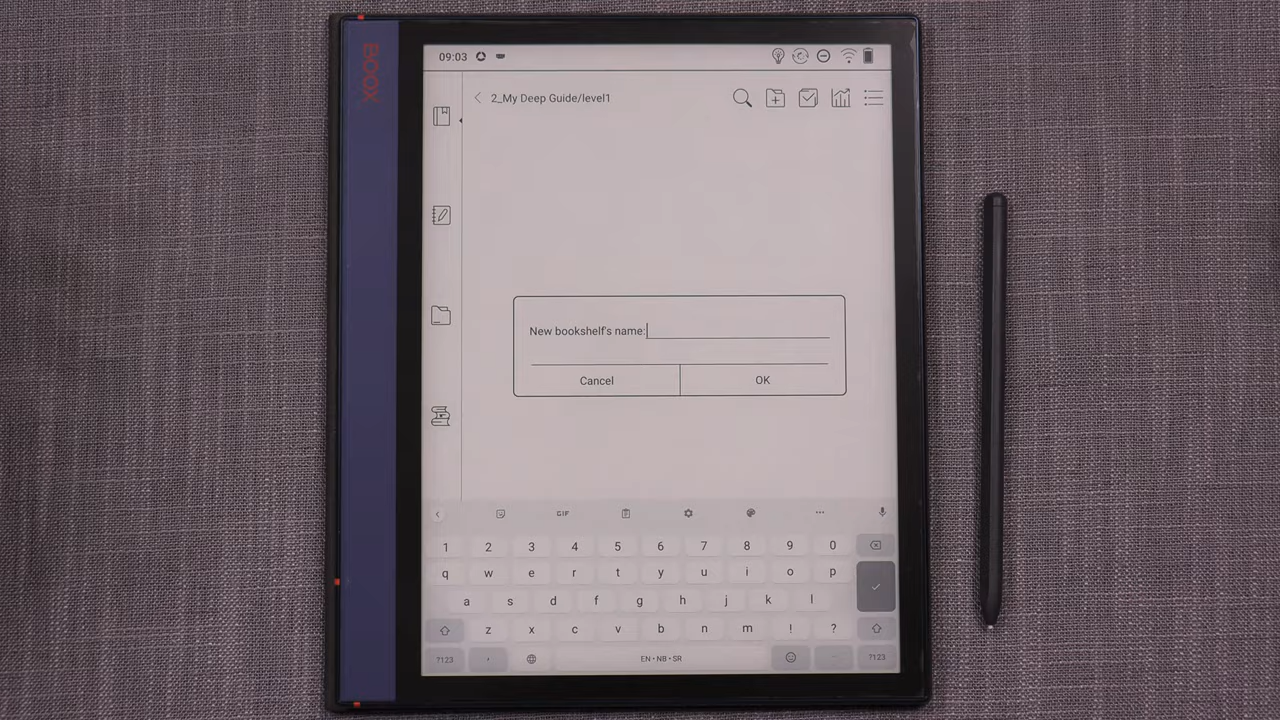 BOOX
09:03
2_My Deep Guide/level1
New bookshelf's name:
Cancel OK
GIF
1 2 3 4 5 6 7 8 9 0
q w e r t y u i o p
a s d f g h j k l
z x c v b n m ! ?
?123 , EN • NB • SR . ?123